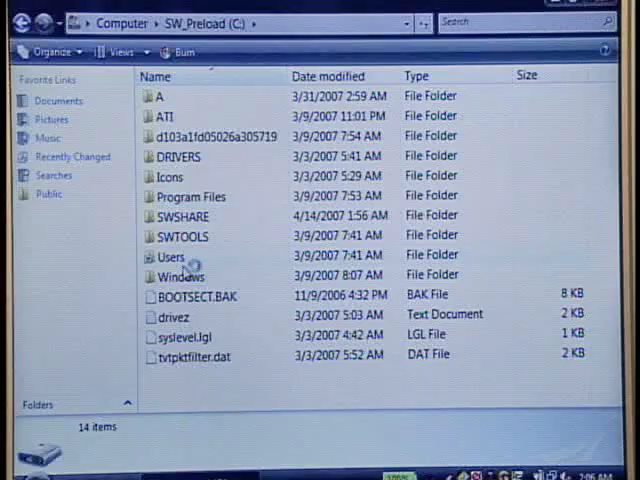 Computer ▸ SW_Preload (C:) ▸
Search
Organize Views Burn
Favorite Links
Documents
Pictures
Music
Recently Changed
Searches
Public
Folders
Name Date modified Type Size
A 3/31/2007 2:59 AM File Folder
ATI 3/9/2007 11:01 PM File Folder
d103a1fd05026a305719 3/9/2007 7:54 AM File Folder
DRIVERS 3/3/2007 5:41 AM File Folder
Icons 3/3/2007 5:29 AM File Folder
Program Files 3/9/2007 7:53 AM File Folder
SWSHARE 4/14/2007 1:56 AM File Folder
SWTOOLS 3/9/2007 7:41 AM File Folder
Users 3/9/2007 7:41 AM File Folder
Windows 3/9/2007 8:07 AM File Folder
BOOTSECT.BAK 11/9/2006 4:32 PM BAK File 8 KB
drivez 3/3/2007 5:03 AM Text Document 2 KB
syslevel.lgl 3/3/2007 4:42 AM LGL File 1 KB
tvtpktfilter.dat 3/3/2007 5:52 AM DAT File 2 KB
14 items
100%
2:06 AM